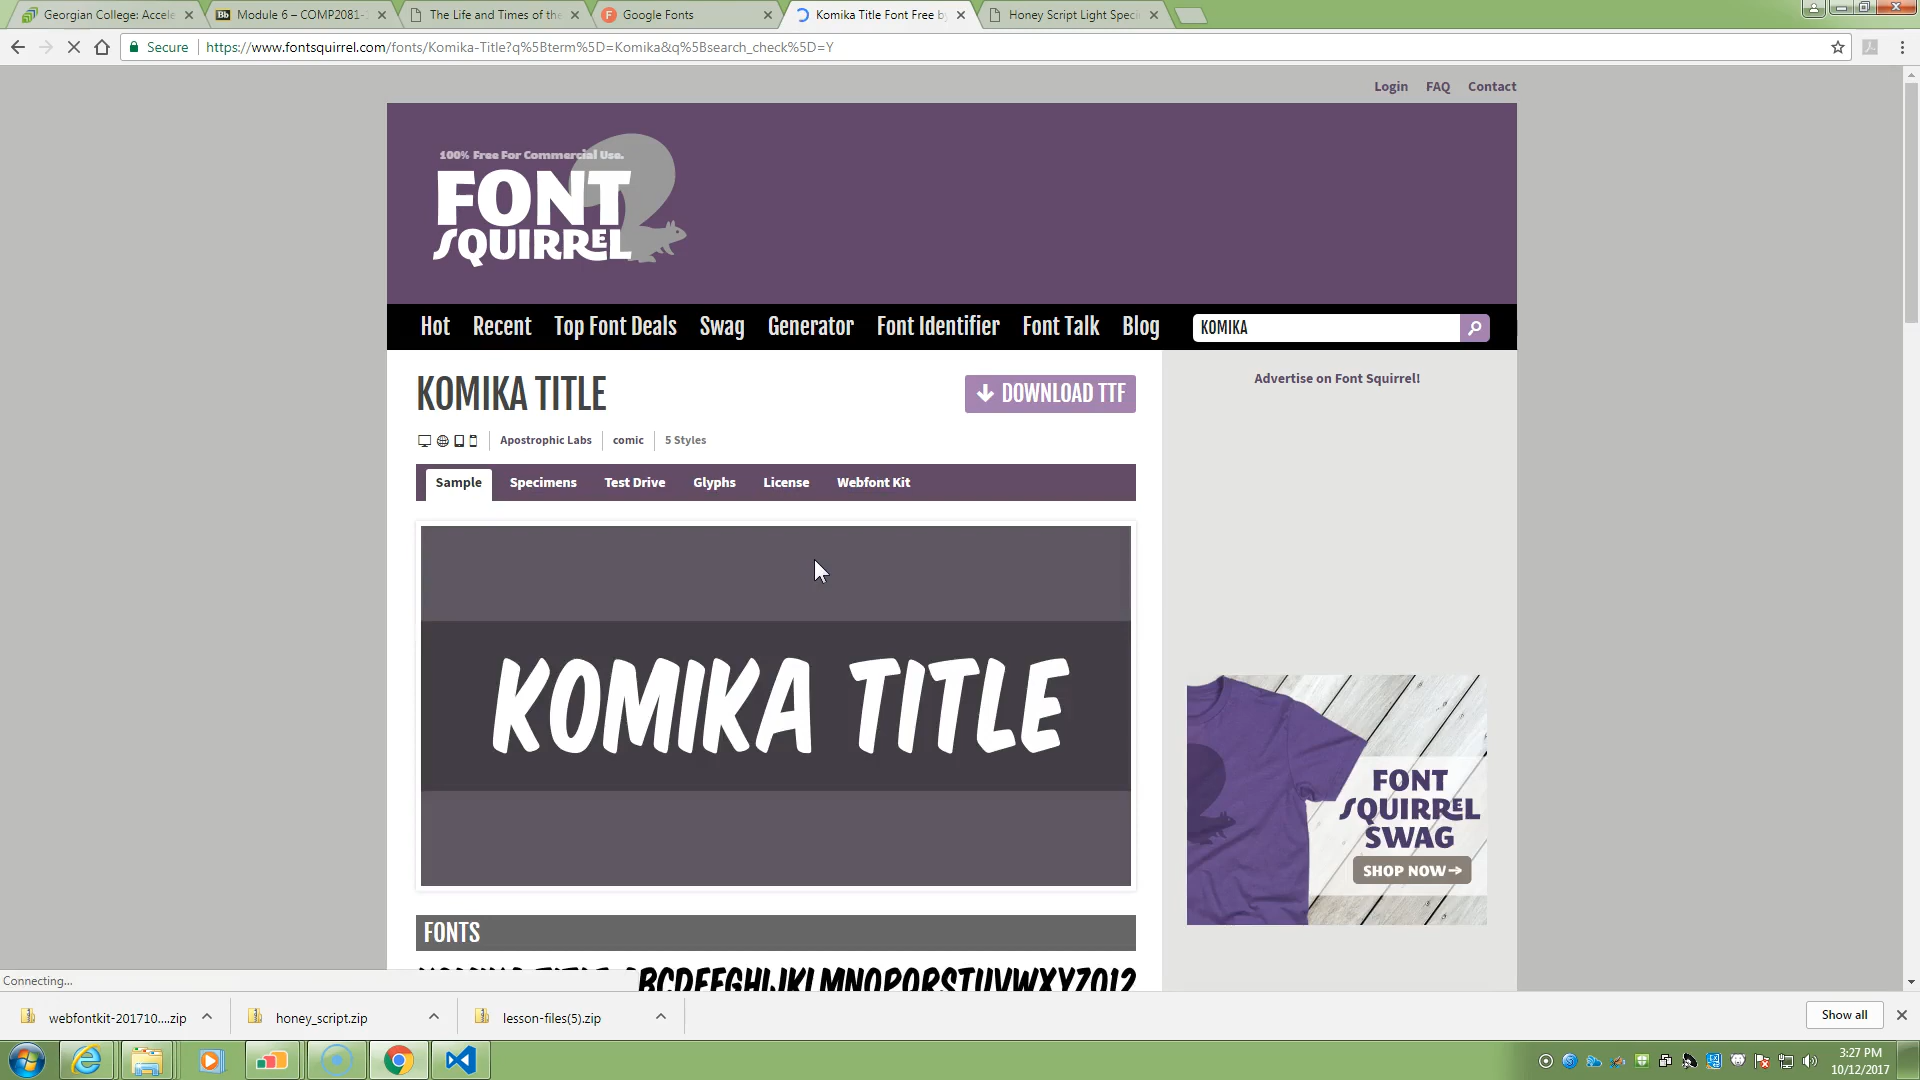 Georgian College: Accele
Module 6 – COMP2081-
The Life and Times of the
Google Fonts
Komika Title Font Free by
Honey Script Light Speci
Secure
https://www.fontsquirrel.com/fonts/Komika-Title?q%5Bterm%5D=Komika&q%5Bsearch_check%5D=Y
Login FAQ Contact
100% Free For Commercial Use.
FONT
SQUIRREL
Hot Recent Top Font Deals Swag Generator Font Identifier Font Talk Blog KOMIKA
KOMIKA TITLE
DOWNLOAD TTF
Advertise on Font Squirrel!
Apostrophic Labs comic 5 Styles
Sample Specimens Test Drive Glyphs License Webfont Kit
KOMIKA TITLE
FONT
SQUIRREL
SWAG
SHOP NOW
FONTS
ABCDEFGHIJKLMNOPQRSTUVWXYZ012
Connecting...
webfontkit-201710....zip
honey_script.zip
lesson-files(5).zip
Show all
3:27 PM
10/12/2017